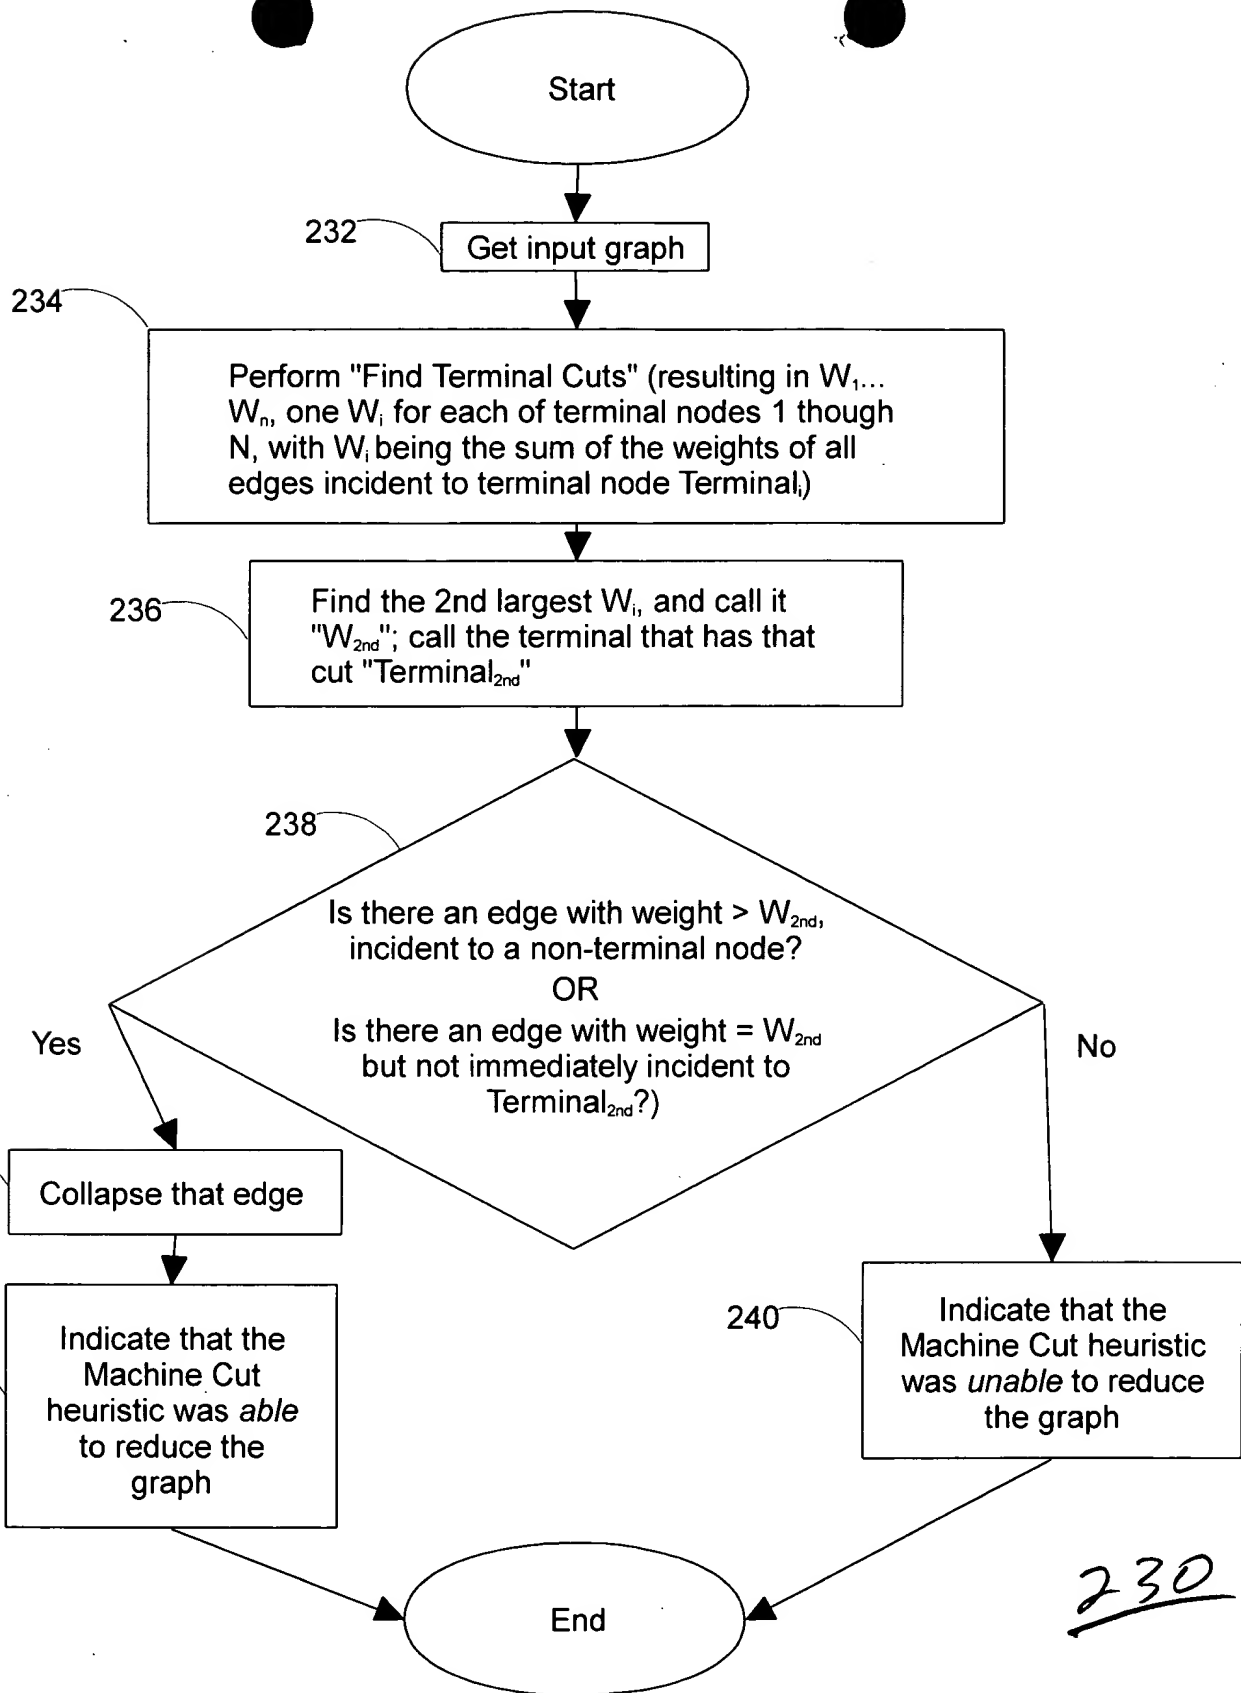 Start
232
Get input graph
234
Perform "Find Terminal Cuts" (resulting in W₁...
Wₙ, one Wᵢ for each of terminal nodes 1 though
N, with Wᵢ being the sum of the weights of all
edges incident to terminal node Terminalᵢ)
236
Find the 2nd largest Wᵢ, and call it
"W2nd"; call the terminal that has that
cut "Terminal2nd"
238
Is there an edge with weight > W2nd,
incident to a non-terminal node?
OR
Is there an edge with weight = W2nd
but not immediately incident to
Terminal2nd?)
Yes
No
Collapse that edge
Indicate that the
Machine Cut
heuristic was able
to reduce the
graph
240
Indicate that the
Machine Cut heuristic
was unable to reduce
the graph
End
230